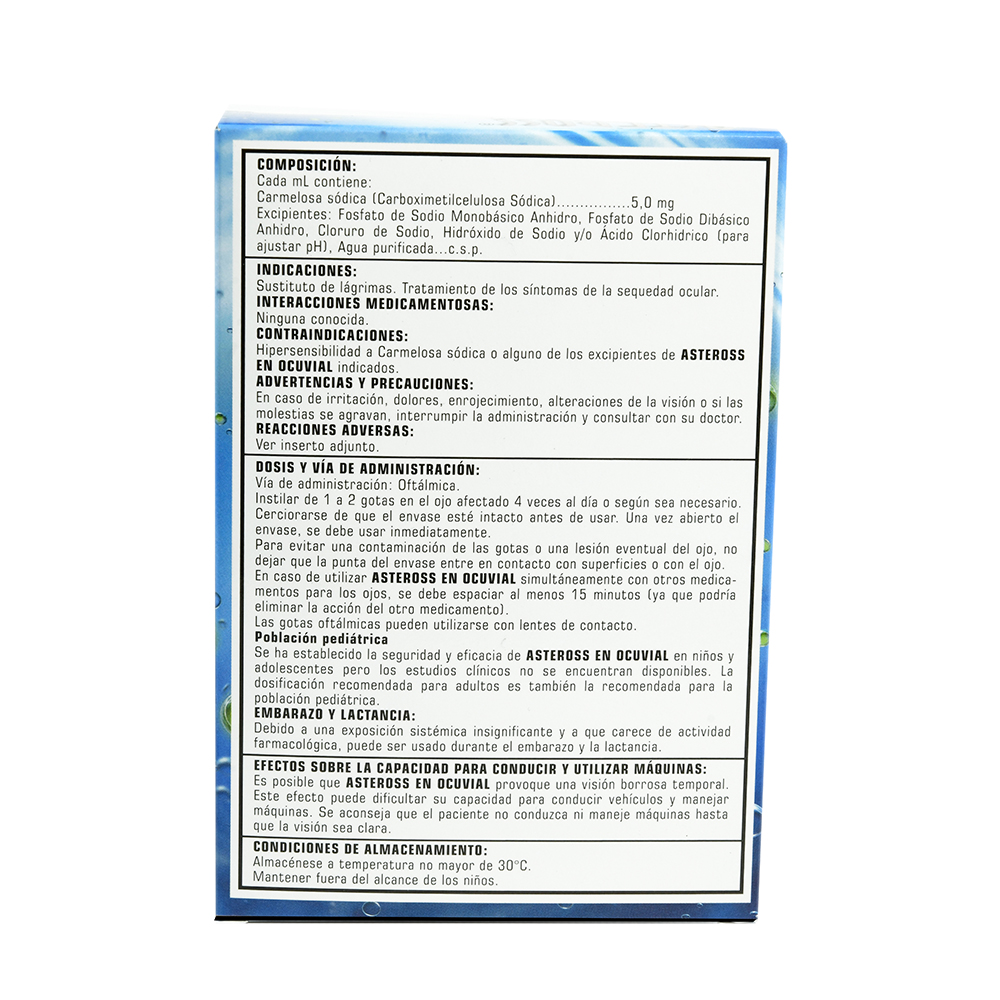 COMPOSICIÓN:
Cada mL contiene:
Carmelosa sódica (Carboximetilcelulosa Sódica)................5,0 mg
Excipientes: Fosfato de Sodio Monobásico Anhidro, Fosfato de Sodio Dibásico
Anhidro, Cloruro de Sodio, Hidróxido de Sodio y/o Ácido Clorhidrico (para
ajustar pH), Agua purificada...c.s.p.
INDICACIONES:
Sustituto de lágrimas. Tratamiento de los síntomas de la sequedad ocular.
INTERACCIONES MEDICAMENTOSAS:
Ninguna conocida.
CONTRAINDICACIONES:
Hipersensibilidad a Carmelosa sódica o alguno de los excipientes de ASTEROSS
EN OCUVIAL indicados.
ADVERTENCIAS Y PRECAUCIONES:
En caso de irritación, dolores, enrojecimiento, alteraciones de la visión o si las
molestias se agravan, interrumpir la administración y consultar con su doctor.
REACCIONES ADVERSAS:
Ver inserto adjunto.
DOSIS Y VÍA DE ADMINISTRACIÓN:
Vía de administración: Oftálmica.
Instilar de 1 a 2 gotas en el ojo afectado 4 veces al día o según sea necesario.
Cerciorarse de que el envase esté intacto antes de usar. Una vez abierto el
envase, se debe usar inmediatamente.
Para evitar una contaminación de las gotas o una lesión eventual del ojo, no
dejar que la punta del envase entre en contacto con superficies o con el ojo.
En caso de utilizar ASTEROSS EN OCUVIAL simultáneamente con otros medica-
mentos para los ojos, se debe espaciar al menos 15 minutos (ya que podría
eliminar la acción del otro medicamento).
Las gotas oftálmicas pueden utilizarse con lentes de contacto.
Población pediátrica
Se ha establecido la seguridad y eficacia de ASTEROSS EN OCUVIAL en niños y
adolescentes pero los estudios clínicos no se encuentran disponibles. La
dosificación recomendada para adultos es también la recomendada para la
población pediátrica.
EMBARAZO Y LACTANCIA:
Debido a una exposición sistémica insignificante y a que carece de actividad
farmacológica, puede ser usado durante el embarazo y la lactancia.
EFECTOS SOBRE LA CAPACIDAD PARA CONDUCIR Y UTILIZAR MÁQUINAS:
Es posible que ASTEROSS EN OCUVIAL provoque una visión borrosa temporal.
Este efecto puede dificultar su capacidad para conducir vehículos y manejar
máquinas. Se aconseja que el paciente no conduzca ni maneje máquinas hasta
que la visión sea clara.
CONDICIONES DE ALMACENAMIENTO:
Almacénese a temperatura no mayor de 30°C.
Mantener fuera del alcance de los niños.